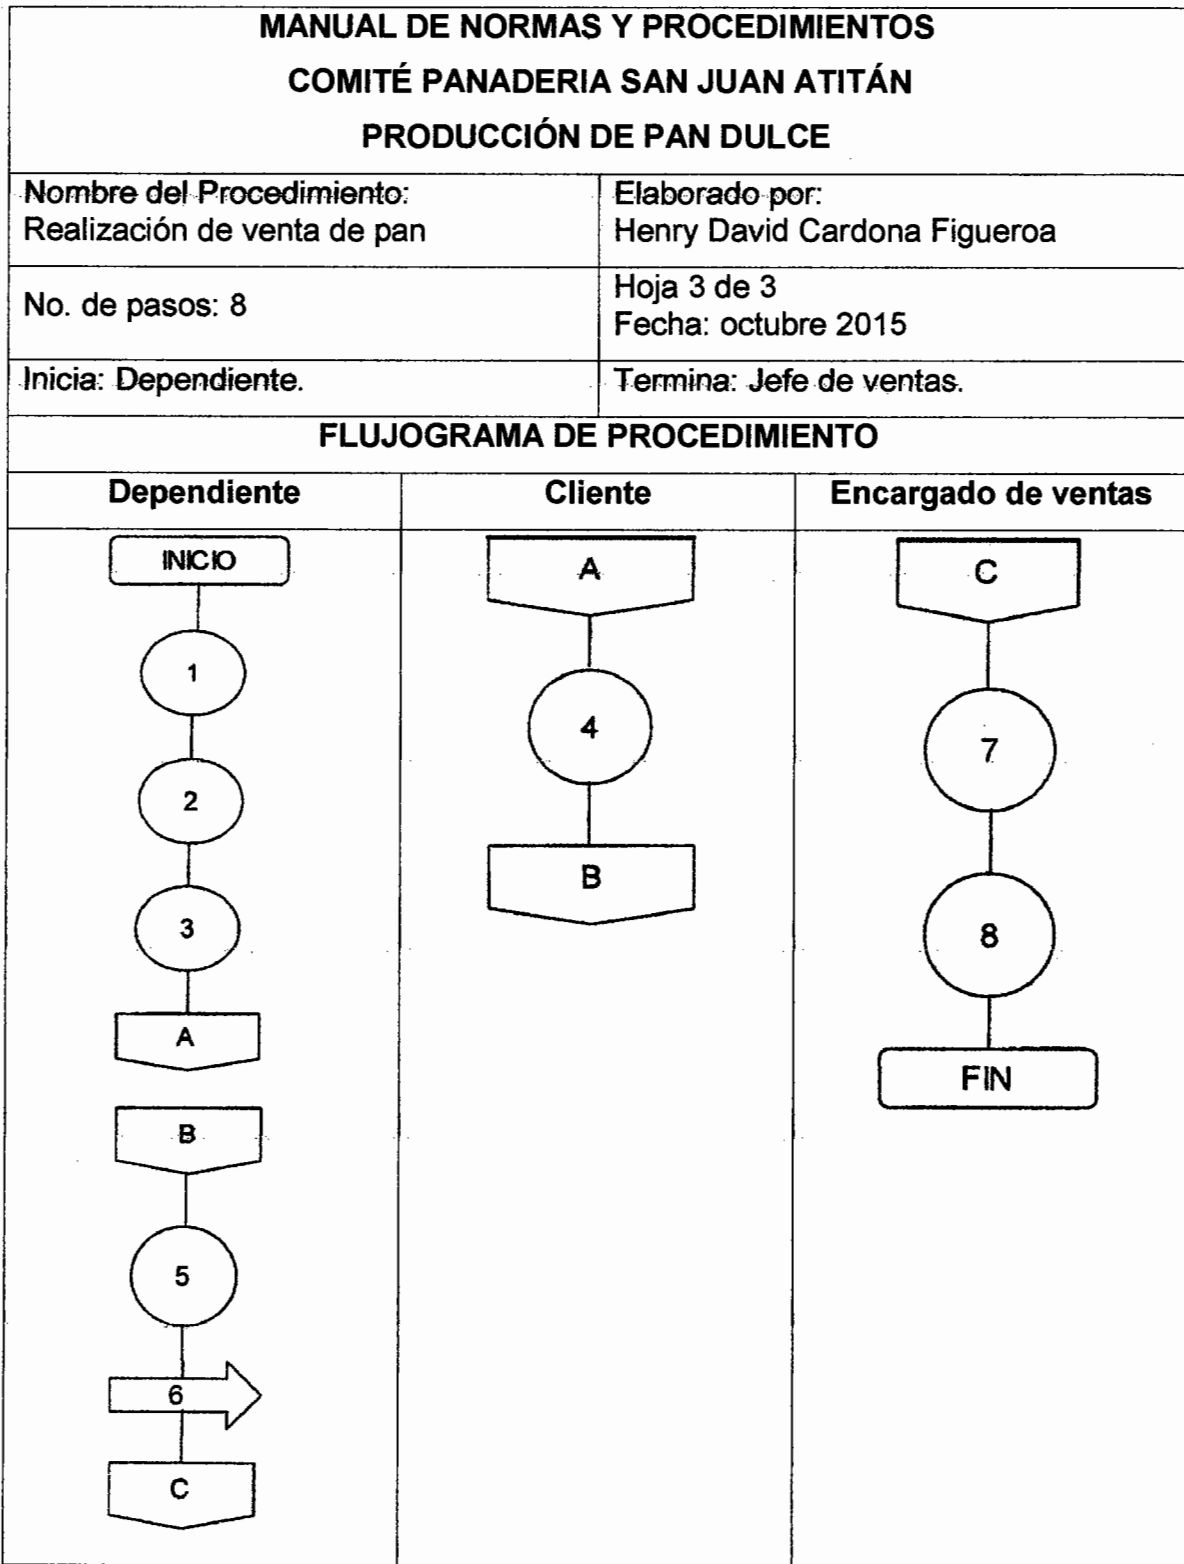 MANUAL DE NORMAS Y PROCEDIMIENTOS
COMITÉ PANADERIA SAN JUAN ATITÁN
PRODUCCIÓN DE PAN DULCE
Nombre del Procedimiento:
Realización de venta de pan
Elaborado por:
Henry David Cardona Figueroa
No. de pasos: 8
Hoja 3 de 3
Fecha: octubre 2015
Inicia: Dependiente.
Termina: Jefe de ventas.
FLUJOGRAMA DE PROCEDIMIENTO
Dependiente
Cliente
Encargado de ventas
INICIO
1
2
3
A
B
5
6
C
A
4
B
C
7
8
FIN